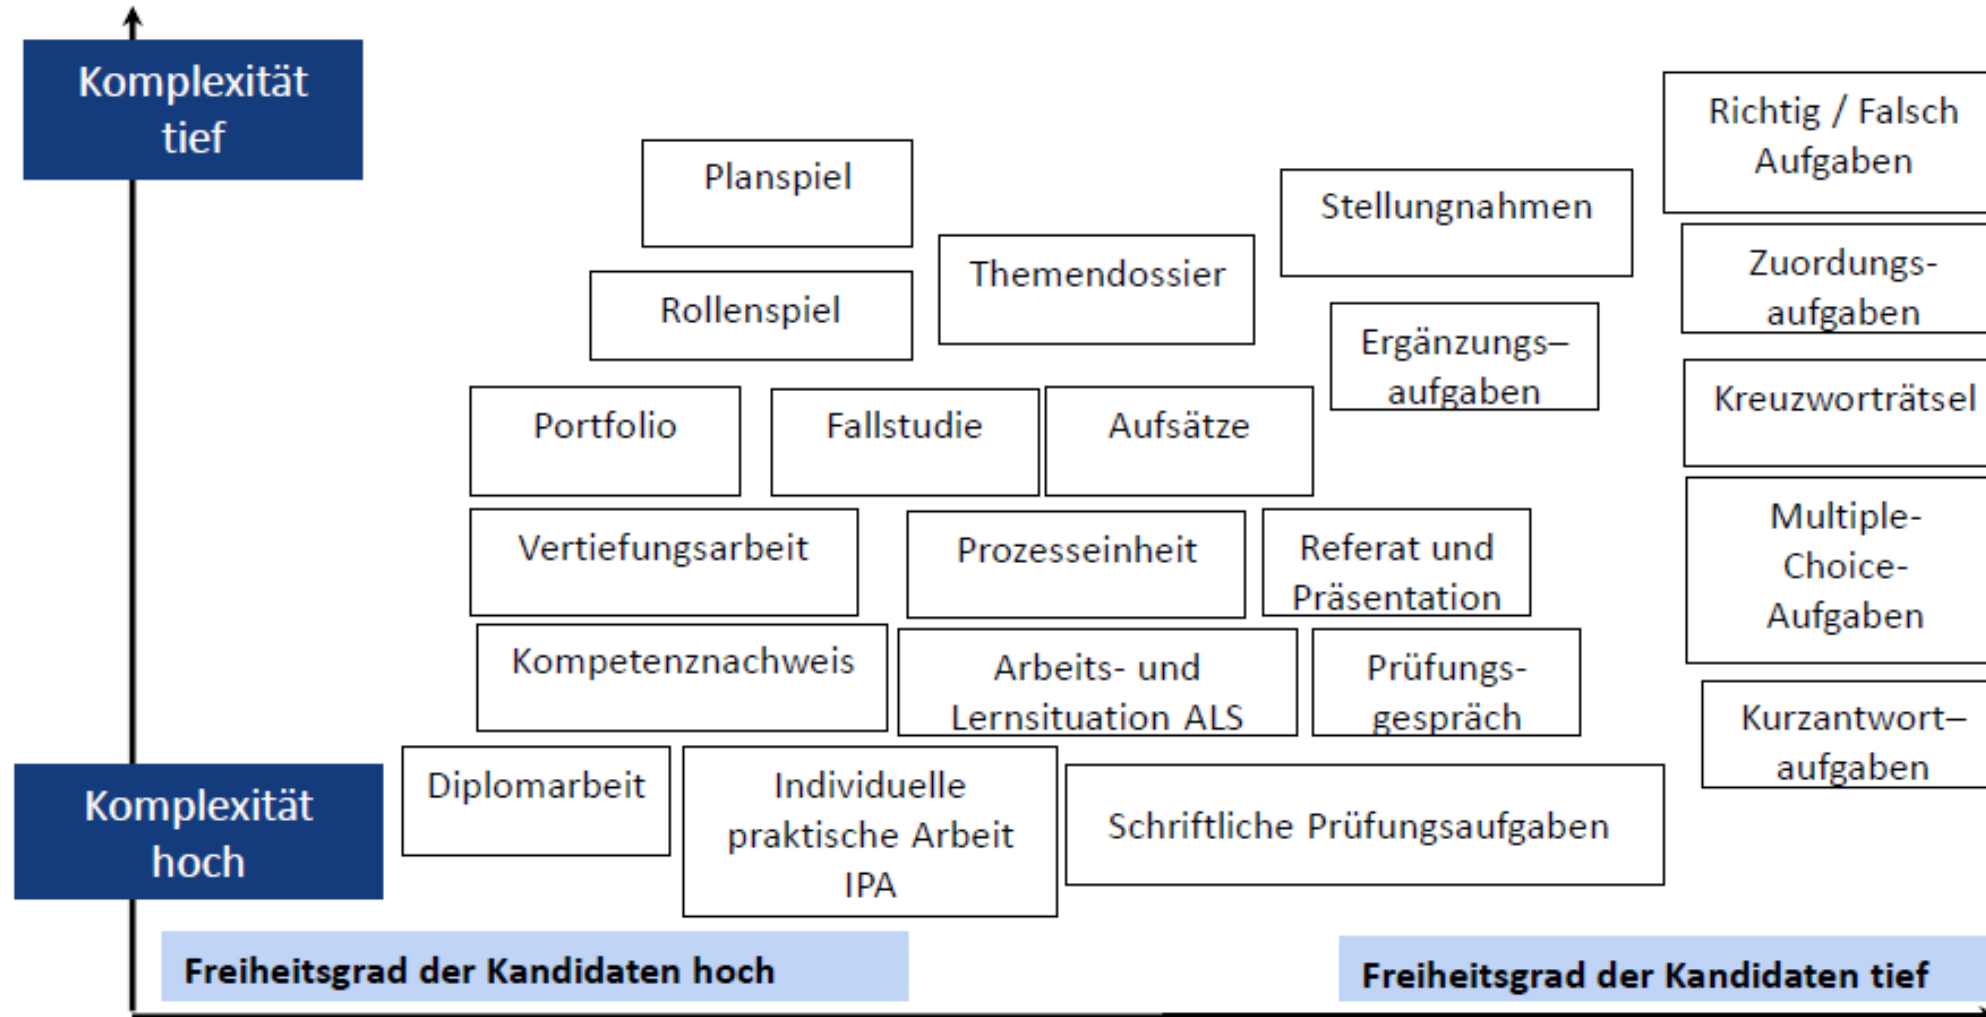 Komplexität
tief
Richtig / Falsch
Aufgaben
Planspiel
Stellungnahmen
Themendossier
Zuordungs-
aufgaben
Rollenspiel
Ergänzungs–
aufgaben
Kreuzworträtsel
Portfolio
Fallstudie
Aufsätze
Multiple-
Choice-
Aufgaben
Vertiefungsarbeit
Prozesseinheit
Referat und
Präsentation
Kompetenznachweis
Arbeits- und
Lernsituation ALS
Prüfungs-
gespräch
Kurzantwort–
aufgaben
Komplexität
hoch
Diplomarbeit
Individuelle
praktische Arbeit
IPA
Schriftliche Prüfungsaufgaben
Freiheitsgrad der Kandidaten hoch
Freiheitsgrad der Kandidaten tief